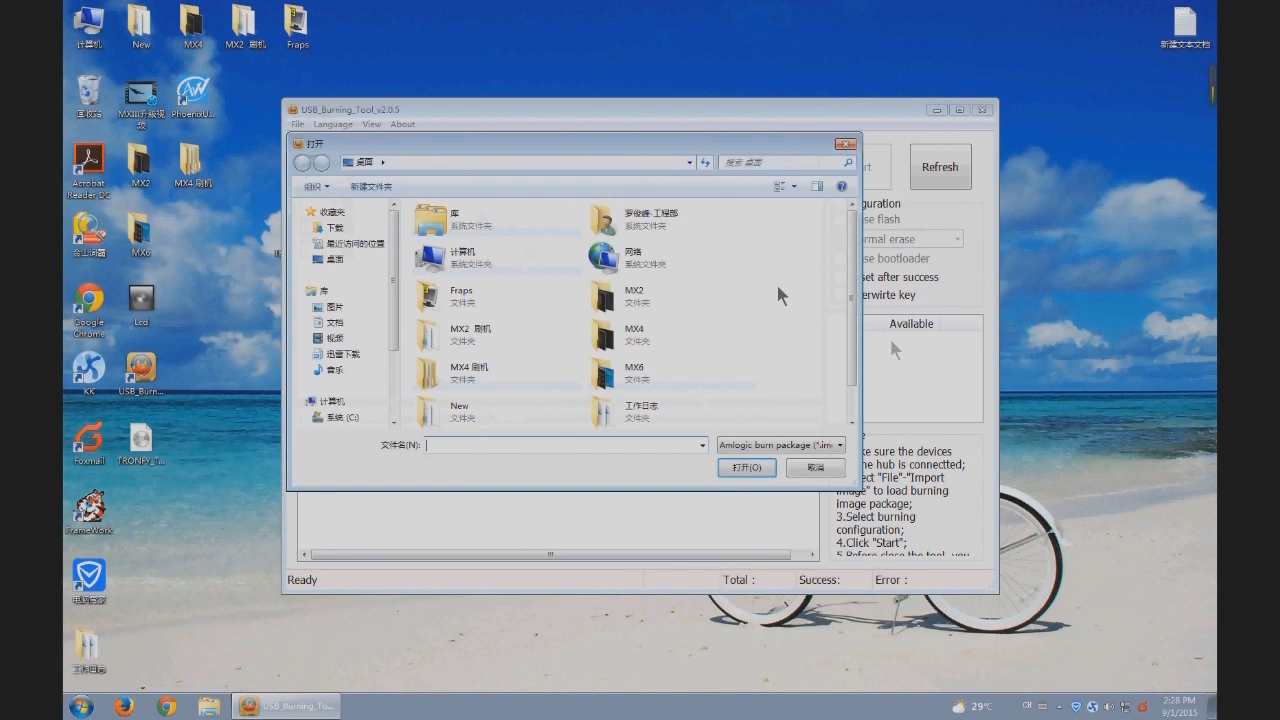 计算机
New
MX4
MX2 刷机
Fraps
新建文本文档
回收站
MXIII升级视频
PhoenixU...
Acrobat Reader DC
MX2
MX4 刷机
金山词霸
MX6
Google Chrome
Lcd
KK
USB_Burn...
Foxmail
TRONFY_T...
FrameWork
电脑管家
工作日志
USB_Burning_Tool_v2.0.5
File Language View About
打开
桌面
搜索 桌面
组织
新建文件夹
收藏夹
下载
最近访问的位置
桌面
库
图片
文档
视频
迅雷下载
音乐
计算机
系统 (C:)
库
系统文件夹
罗俊峰-工程部
系统文件夹
计算机
系统文件夹
网络
系统文件夹
Fraps
文件夹
MX2
文件夹
MX2 刷机
文件夹
MX4
文件夹
MX4 刷机
文件夹
MX6
文件夹
New
文件夹
工作日志
文件夹
文件名(N):
Amlogic burn package (*.im
打开(O)
取消
rt
Refresh
guration
se flash
rmal erase
se bootloader
set after success
erwirte key
Available
ke sure the devices
e hub is connectted;
ct "File"-"Import
image" to load burning
image package;
3.Select burning
configuration;
4.Click "Start";
5.Before close the tool, you
Ready
Total :
Success:
Error :
USB_Burning_To...
29℃
CH
2:28 PM
9/1/2015